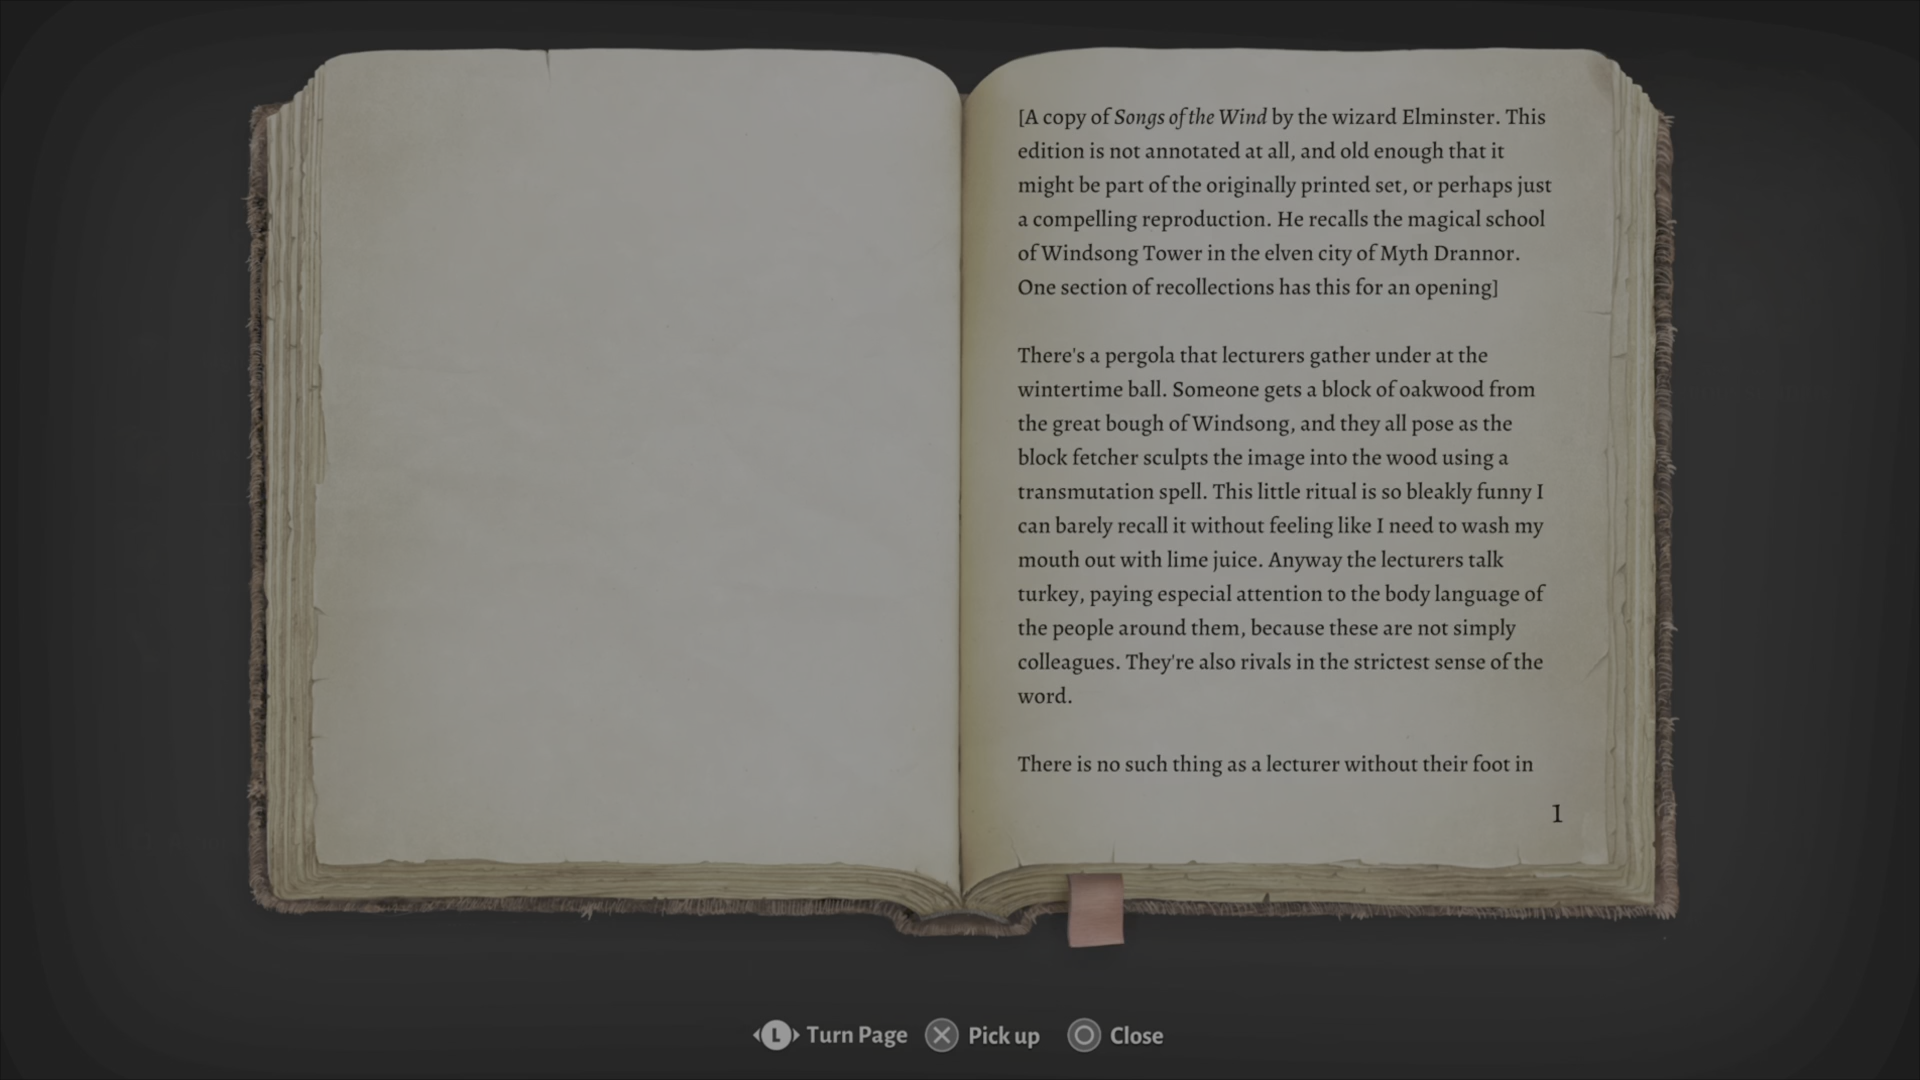 [A copy of Songs of the Wind by the wizard Elminster. This
edition is not annotated at all, and old enough that it
might be part of the originally printed set, or perhaps just
a compelling reproduction. He recalls the magical school
of Windsong Tower in the elven city of Myth Drannor.
One section of recollections has this for an opening]
There's a pergola that lecturers gather under at the
wintertime ball. Someone gets a block of oakwood from
the great bough of Windsong, and they all pose as the
block fetcher sculpts the image into the wood using a
transmutation spell. This little ritual is so bleakly funny I
can barely recall it without feeling like I need to wash my
mouth out with lime juice. Anyway the lecturers talk
turkey, paying especial attention to the body language of
the people around them, because these are not simply
colleagues. They're also rivals in the strictest sense of the
word.
There is no such thing as a lecturer without their foot in
1
L Turn Page Pick up Close